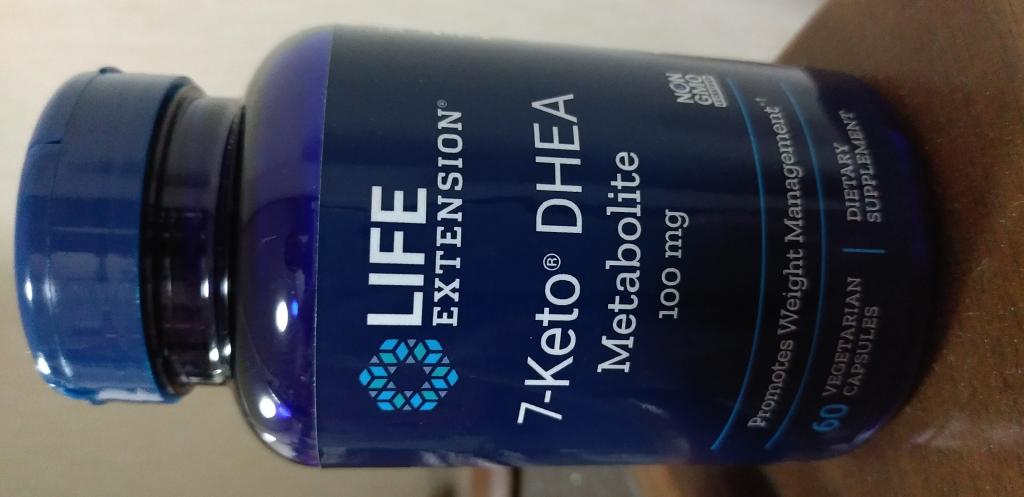 LIFE
EXTENSION®
7-Keto® DHEA
Metabolite
100 mg
NON
GMO
Promotes Weight Management*†
60 VEGETARIAN
CAPSULES
DIETARY
SUPPLEMENT